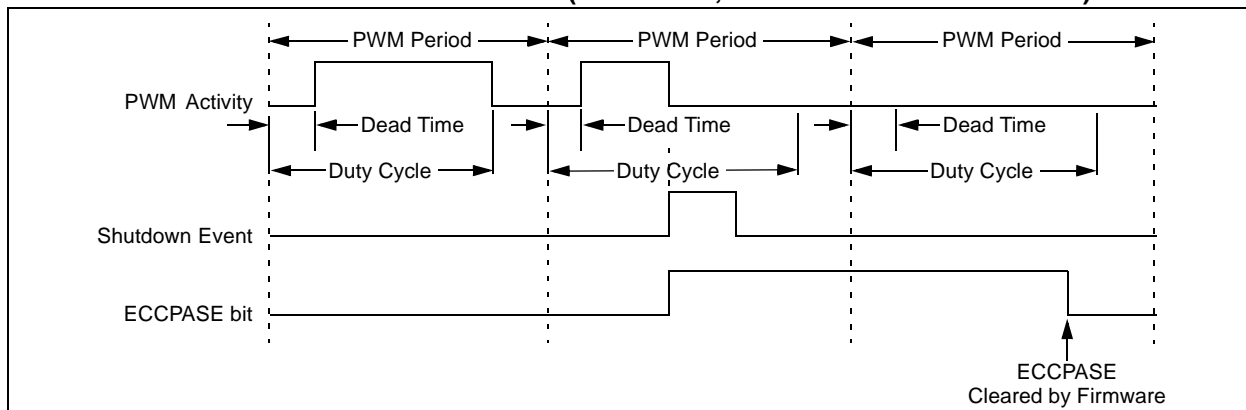 PWM Period PWM Period PWM Period
PWM Activity
Dead Time Dead Time Dead Time
Duty Cycle Duty Cycle Duty Cycle
Shutdown Event
ECCPASE bit
ECCPASE
Cleared by Firmware